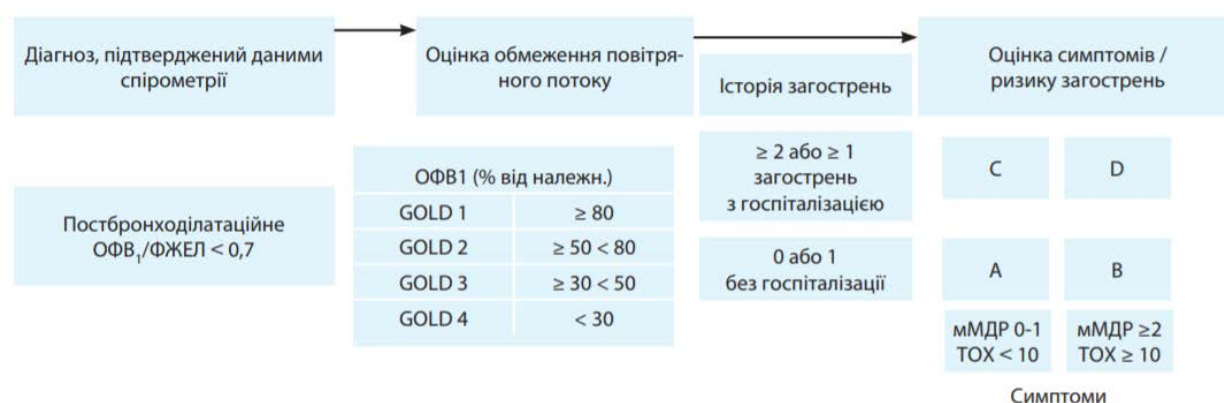 Діагноз, підтверджений даними
спірометрії
Оцінка обмеження повітря-
ного потоку
Історія загострень
Оцінка симптомів /
ризику загострень
Постбронходілатаційне
ОФВ₁/ФЖЕЛ < 0,7
ОФВ1 (% від належн.)
GOLD 1 ≥ 80
GOLD 2 ≥ 50 < 80
GOLD 3 ≥ 30 < 50
GOLD 4 < 30
≥ 2 або ≥ 1
загострень
з госпіталізацією
0 або 1
без госпіталізації
C D
A B
мМДР 0-1
ТОХ < 10
мМДР ≥2
ТОХ ≥ 10
Симптоми